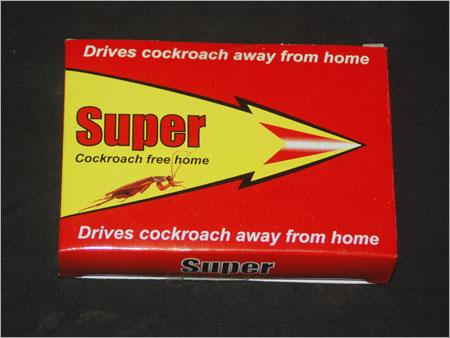 Drives cockroach away from home
Super
Cockroach free home
Drives cockroach away from home
Super